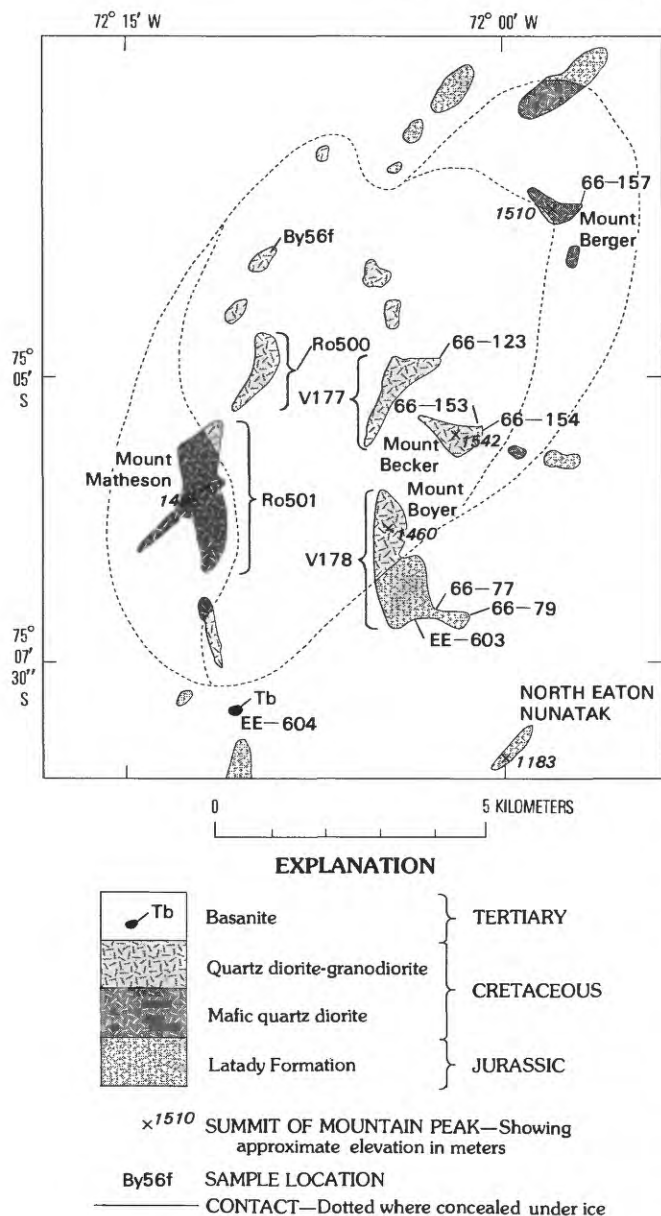 72° 15′ W
72° 00′ W
66–157
1510
Mount
Berger
By56f
75°
05′
S
Ro500
V177
66–123
66–153
66–154
1542
Mount
Becker
Mount
Matheson
Ro501
Mount
Boyer
1460
V178
66–77
66–79
EE–603
75°
07′
30″
S
Tb
EE–604
NORTH EATON
NUNATAK
1183
0
5 KILOMETERS
EXPLANATION
Tb
Basanite
TERTIARY
Quartz diorite-granodiorite
CRETACEOUS
Mafic quartz diorite
Latady Formation
JURASSIC
×1510 SUMMIT OF MOUNTAIN PEAK—Showing
approximate elevation in meters
By56f SAMPLE LOCATION
CONTACT—Dotted where concealed under ice